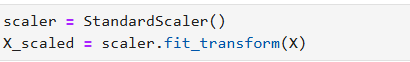 scaler = StandardScaler()
X_scaled = scaler.fit_transform(X)